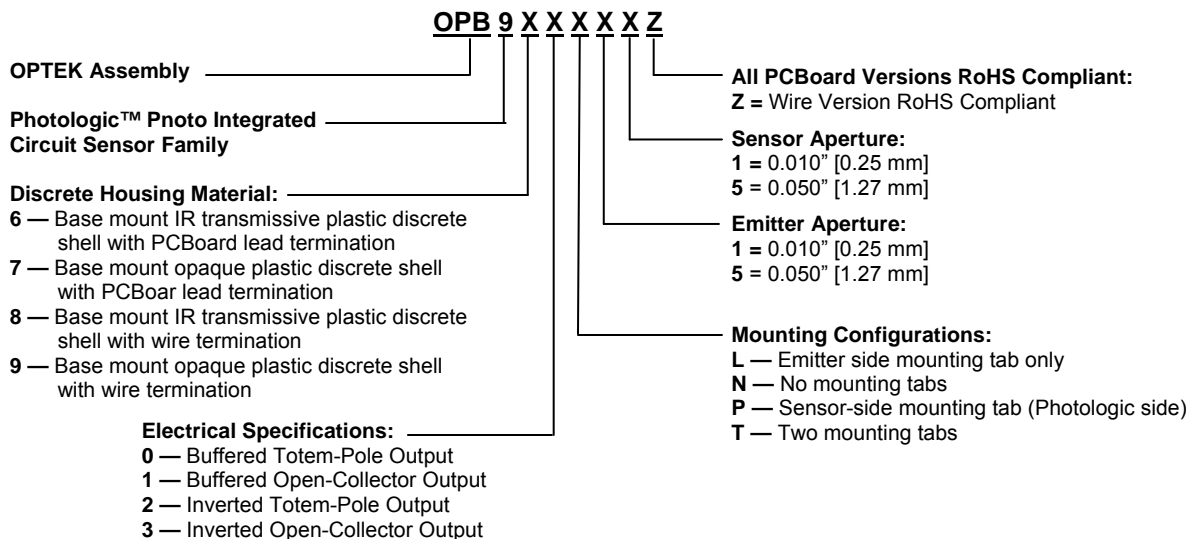 OPB 9 X X X X X Z
OPTEK Assembly
Photologic™ Pnoto Integrated
Circuit Sensor Family
Discrete Housing Material:
6 — Base mount IR transmissive plastic discrete
shell with PCBoard lead termination
7 — Base mount opaque plastic discrete shell
with PCBoar lead termination
8 — Base mount IR transmissive plastic discrete
shell with wire termination
9 — Base mount opaque plastic discrete shell
with wire termination
Electrical Specifications:
0 — Buffered Totem-Pole Output
1 — Buffered Open-Collector Output
2 — Inverted Totem-Pole Output
3 — Inverted Open-Collector Output
All PCBoard Versions RoHS Compliant:
Z = Wire Version RoHS Compliant
Sensor Aperture:
1 = 0.010” [0.25 mm]
5 = 0.050” [1.27 mm]
Emitter Aperture:
1 = 0.010” [0.25 mm]
5 = 0.050” [1.27 mm]
Mounting Configurations:
L — Emitter side mounting tab only
N — No mounting tabs
P — Sensor-side mounting tab (Photologic side)
T — Two mounting tabs